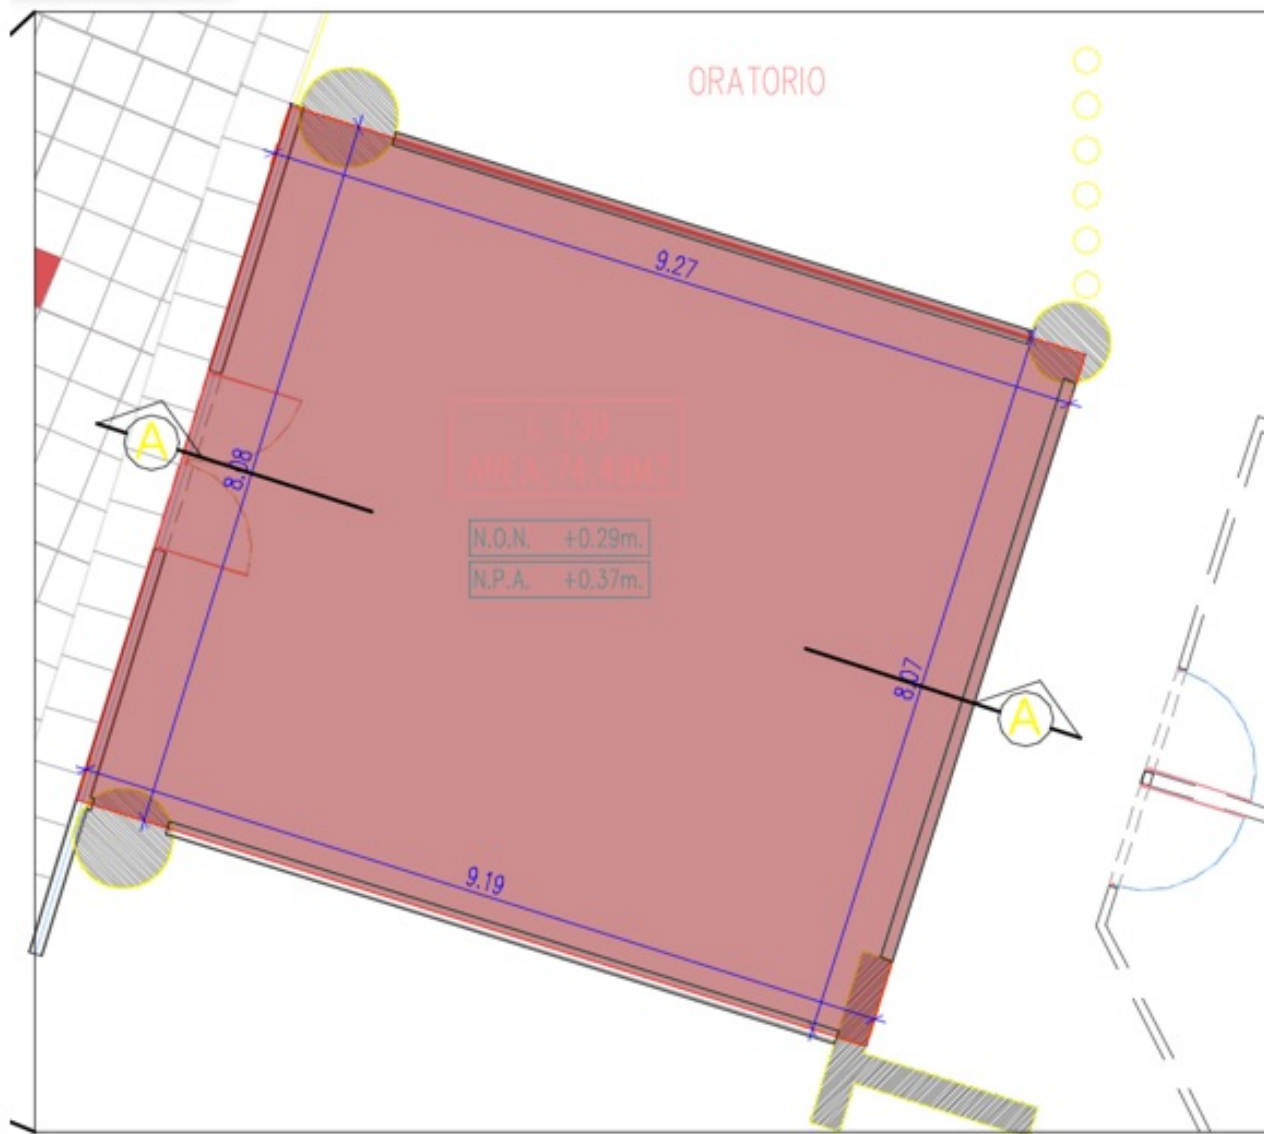 ORATORIO
9.27
A
8.08
N.O.N. +0.29m.
N.P.A. +0.37m.
8.07
A
9.19